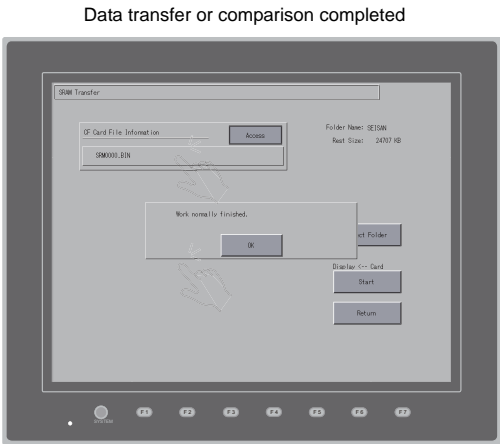 Data transfer or comparison completed
SRAM Transfer
CF Card File Information
Access
Folder Name: SEISAN
Rest Size: 24707 KB
SRM0000.BIN
Work normally finished.
OK
ct Folder
Display <-- Card
Start
Return
SYSTEM
F1 F2 F3 F4 F5 F6 F7